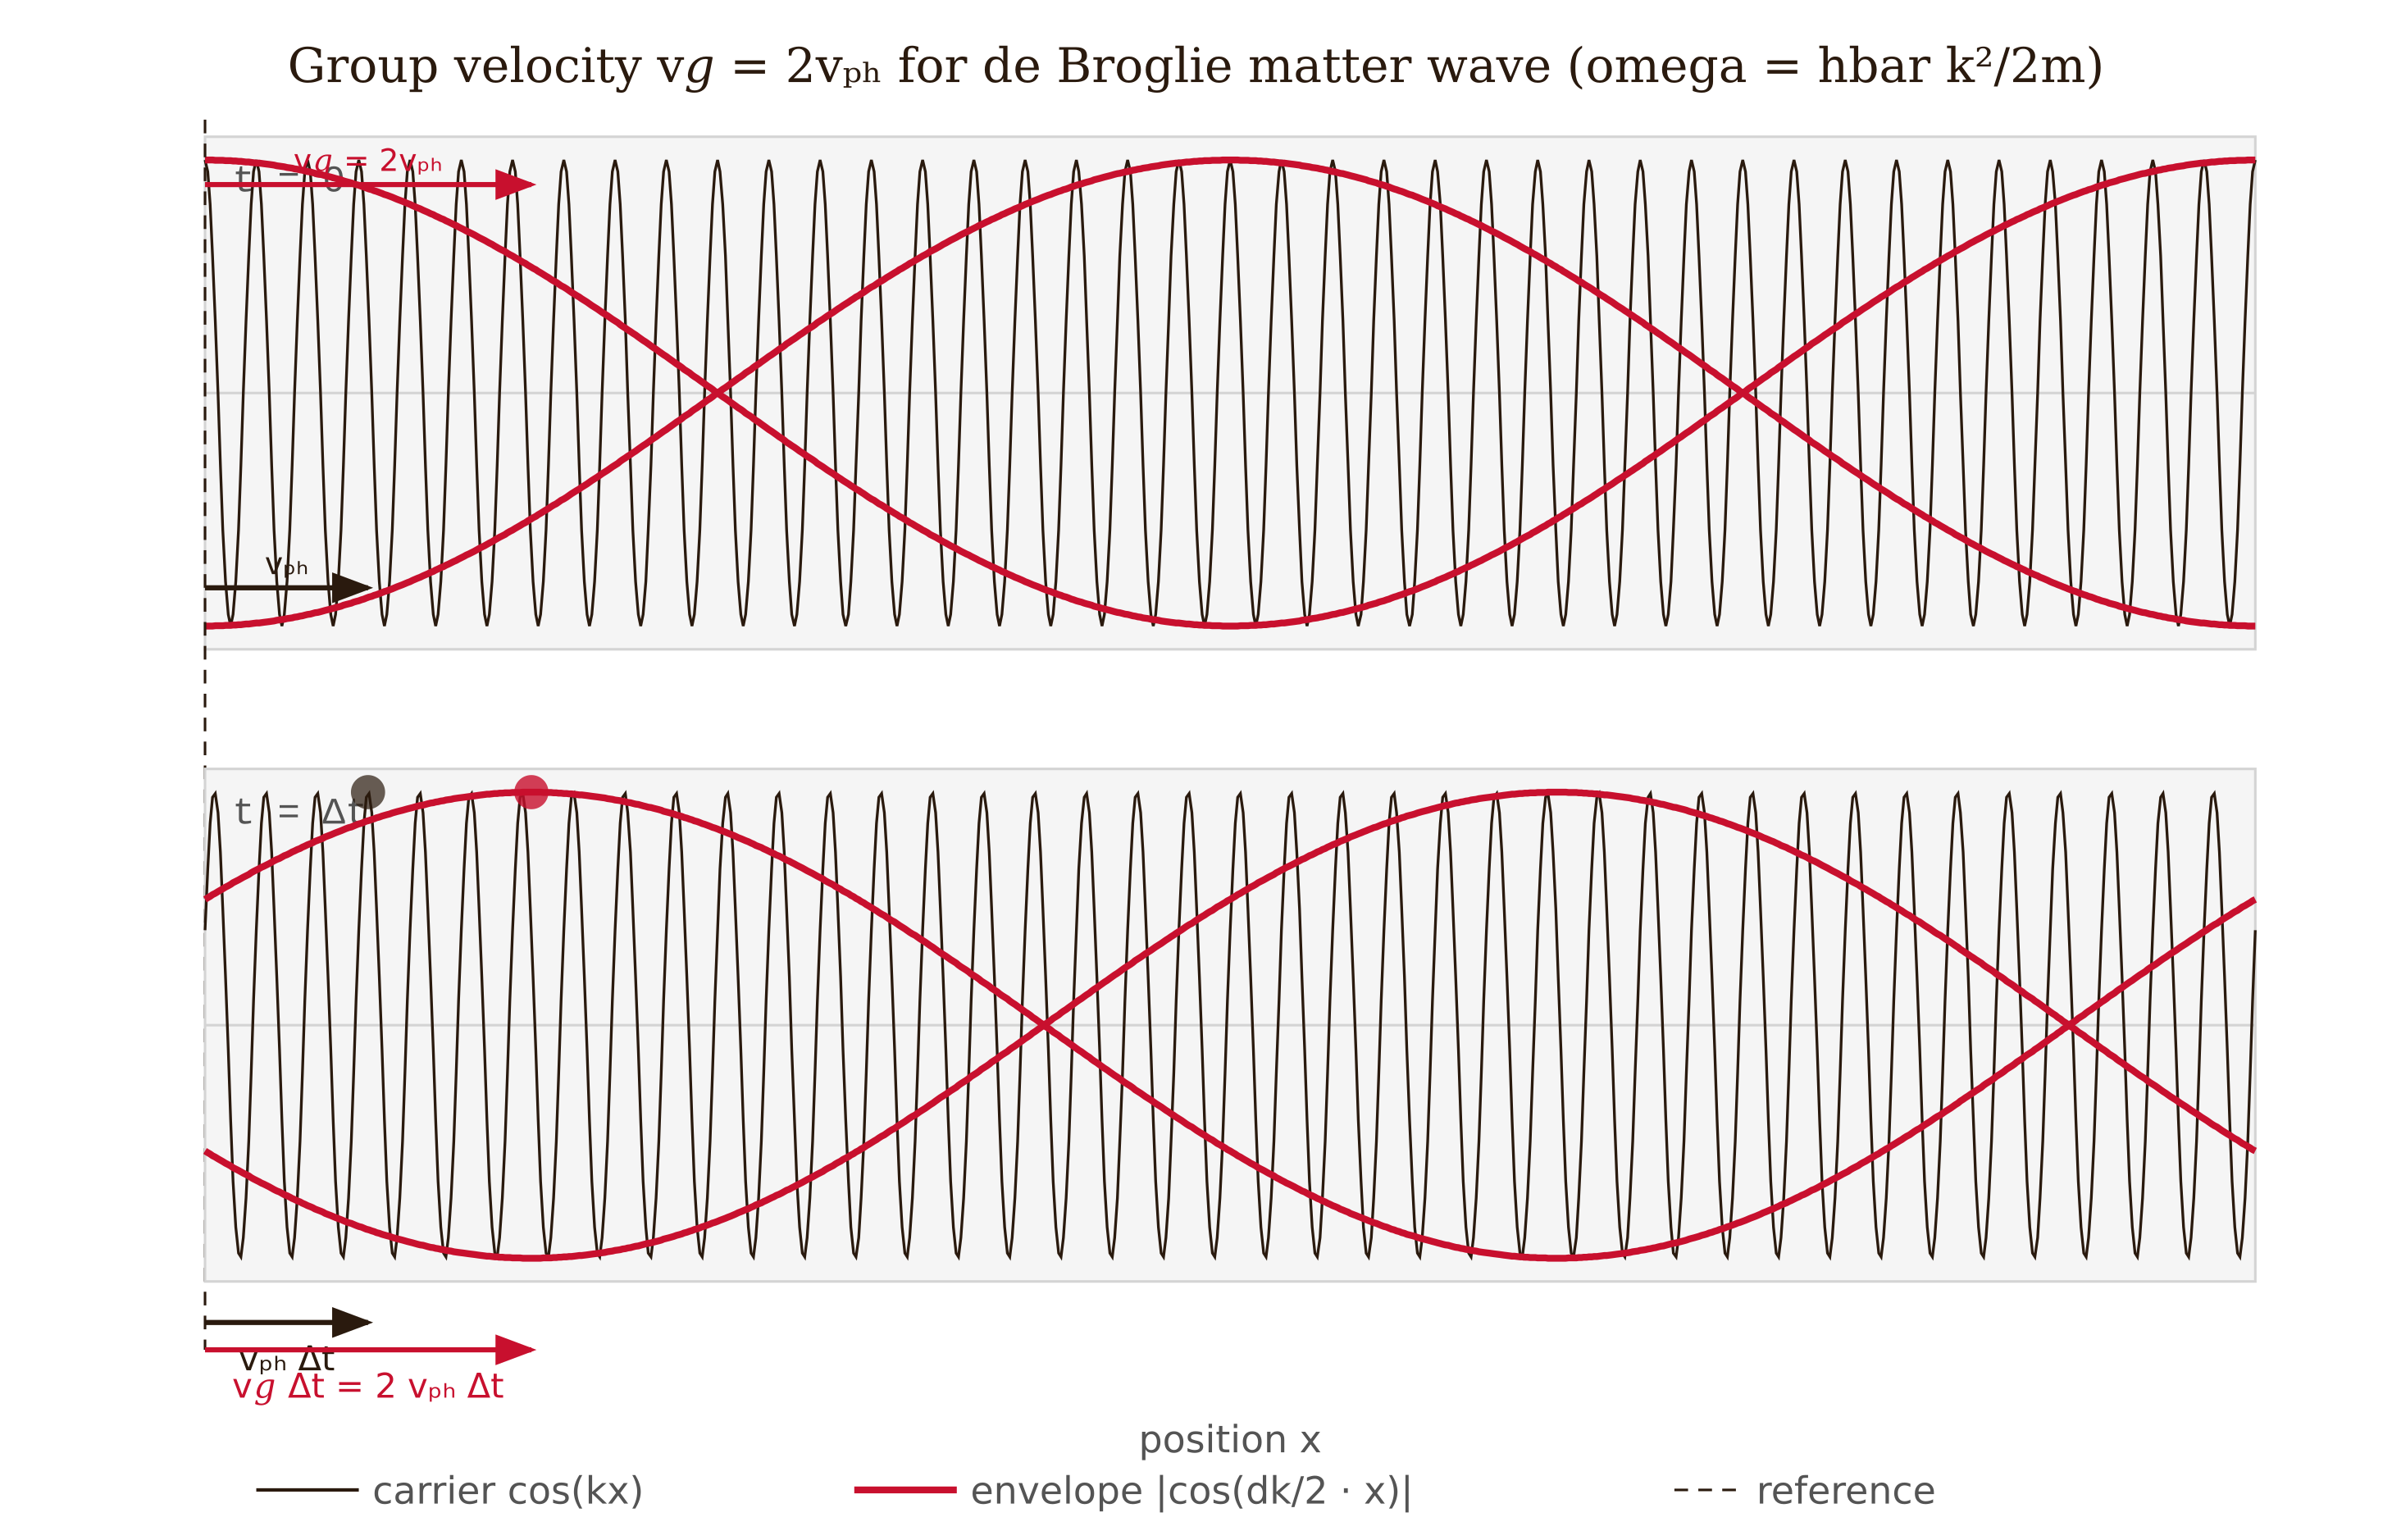 Group velocity v𝑔 = 2vₚₕ for de Broglie matter wave (omega = hbar k²/2m)
v𝑔 = 2vₚₕ
t = 0
vₚₕ
t = Δt
vₚₕ Δt
v𝑔 Δt = 2 vₚₕ Δt
position x
carrier cos(kx)
envelope |cos(dk/2 · x)|
reference